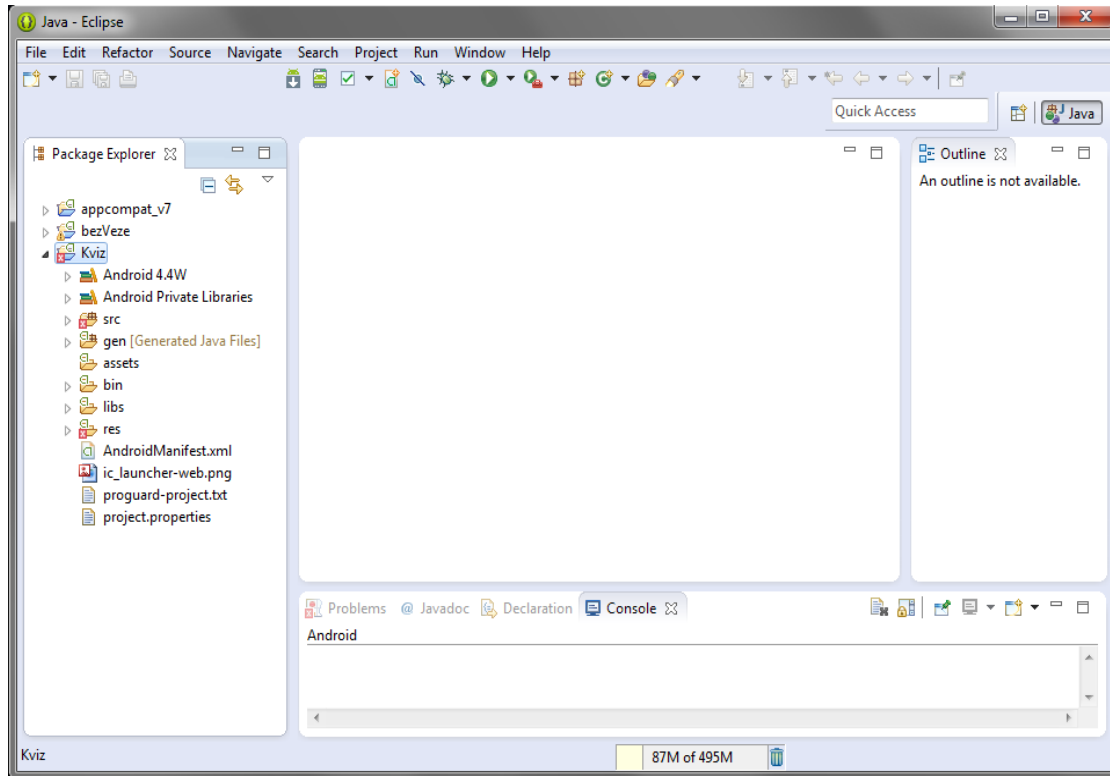 Java - Eclipse
File Edit Refactor Source Navigate Search Project Run Window Help
Quick Access
Java
Package Explorer
Outline
An outline is not available.
appcompat_v7
bezVeze
Kviz
Android 4.4W
Android Private Libraries
src
gen [Generated Java Files]
assets
bin
libs
res
AndroidManifest.xml
ic_launcher-web.png
proguard-project.txt
project.properties
Problems @ Javadoc Declaration Console
Android
Kviz
87M of 495M